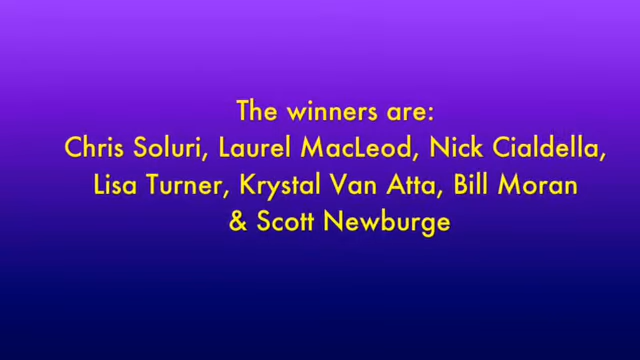 The winners are:
Chris Soluri, Laurel MacLeod, Nick Cialdella,
Lisa Turner, Krystal Van Atta, Bill Moran
& Scott Newburge